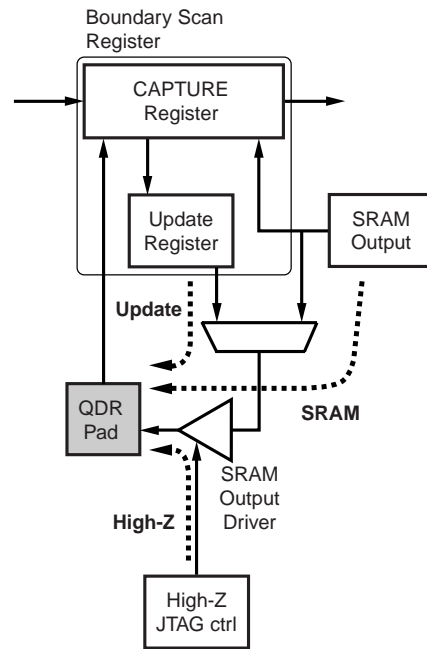 Boundary Scan
Register
CAPTURE
Register
Update
Register
SRAM
Output
Update
SRAM
QDR
Pad
SRAM
Output
Driver
High-Z
High-Z
JTAG ctrl